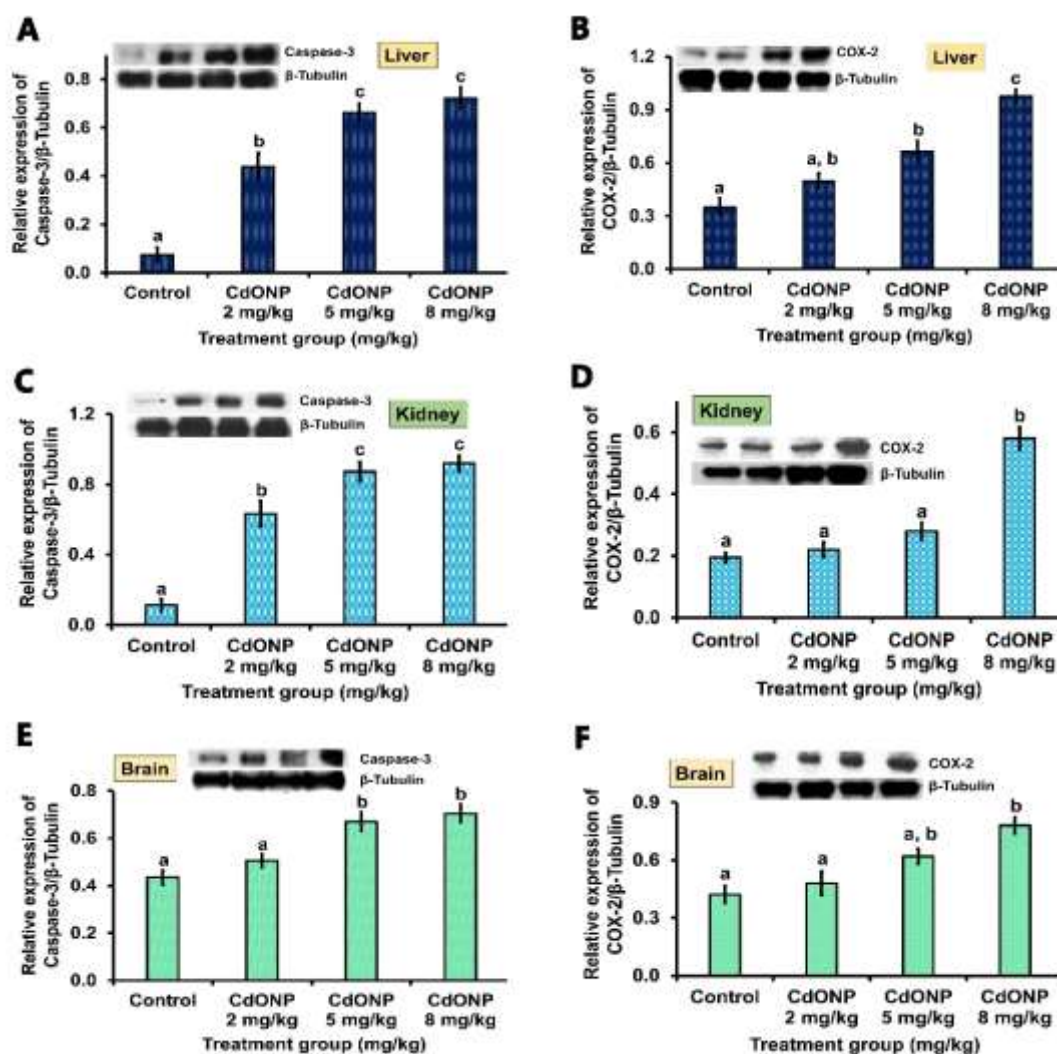 A
Caspase-3
β-Tubulin
Liver
Relative expression of
Caspase-3/β-Tubulin
0.8
0.6
0.4
0.2
0.0
a
b
c
c
Control
CdONP
2 mg/kg
CdONP
5 mg/kg
CdONP
8 mg/kg
Treatment group (mg/kg)
B
COX-2
β-Tubulin
Liver
Relative expression of
COX-2/β-Tubulin
1.2
0.9
0.6
0.3
0.0
a
a, b
b
c
Control
CdONP
2 mg/kg
CdONP
5 mg/kg
CdONP
8 mg/kg
Treatment group (mg/kg)
C
Caspase-3
β-Tubulin
Kidney
Relative expression of
Caspase-3/β-Tubulin
1.2
0.8
0.4
0.0
a
b
c
c
Control
CdONP
2 mg/kg
CdONP
5 mg/kg
CdONP
8 mg/kg
Treatment group (mg/kg)
D
Kidney
COX-2
β-Tubulin
Relative expression of
COX-2/β-Tubulin
0.6
0.4
0.2
0.0
a
a
a
b
Control
CdONP
2 mg/kg
CdONP
5 mg/kg
CdONP
8 mg/kg
Treatment group (mg/kg)
E
Brain
Caspase-3
β-Tubulin
Relative expression of
Caspase-3/β-Tubulin
0.8
0.6
0.4
0.2
0.0
a
a
b
b
Control
CdONP
2 mg/kg
CdONP
5 mg/kg
CdONP
8 mg/kg
Treatment group (mg/kg)
F
Brain
COX-2
β-Tubulin
Relative expression of
COX-2/β-Tubulin
0.9
0.6
0.3
0.0
a
a
a, b
b
Control
CdONP
2 mg/kg
CdONP
5 mg/kg
CdONP
8 mg/kg
Treatment group (mg/kg)